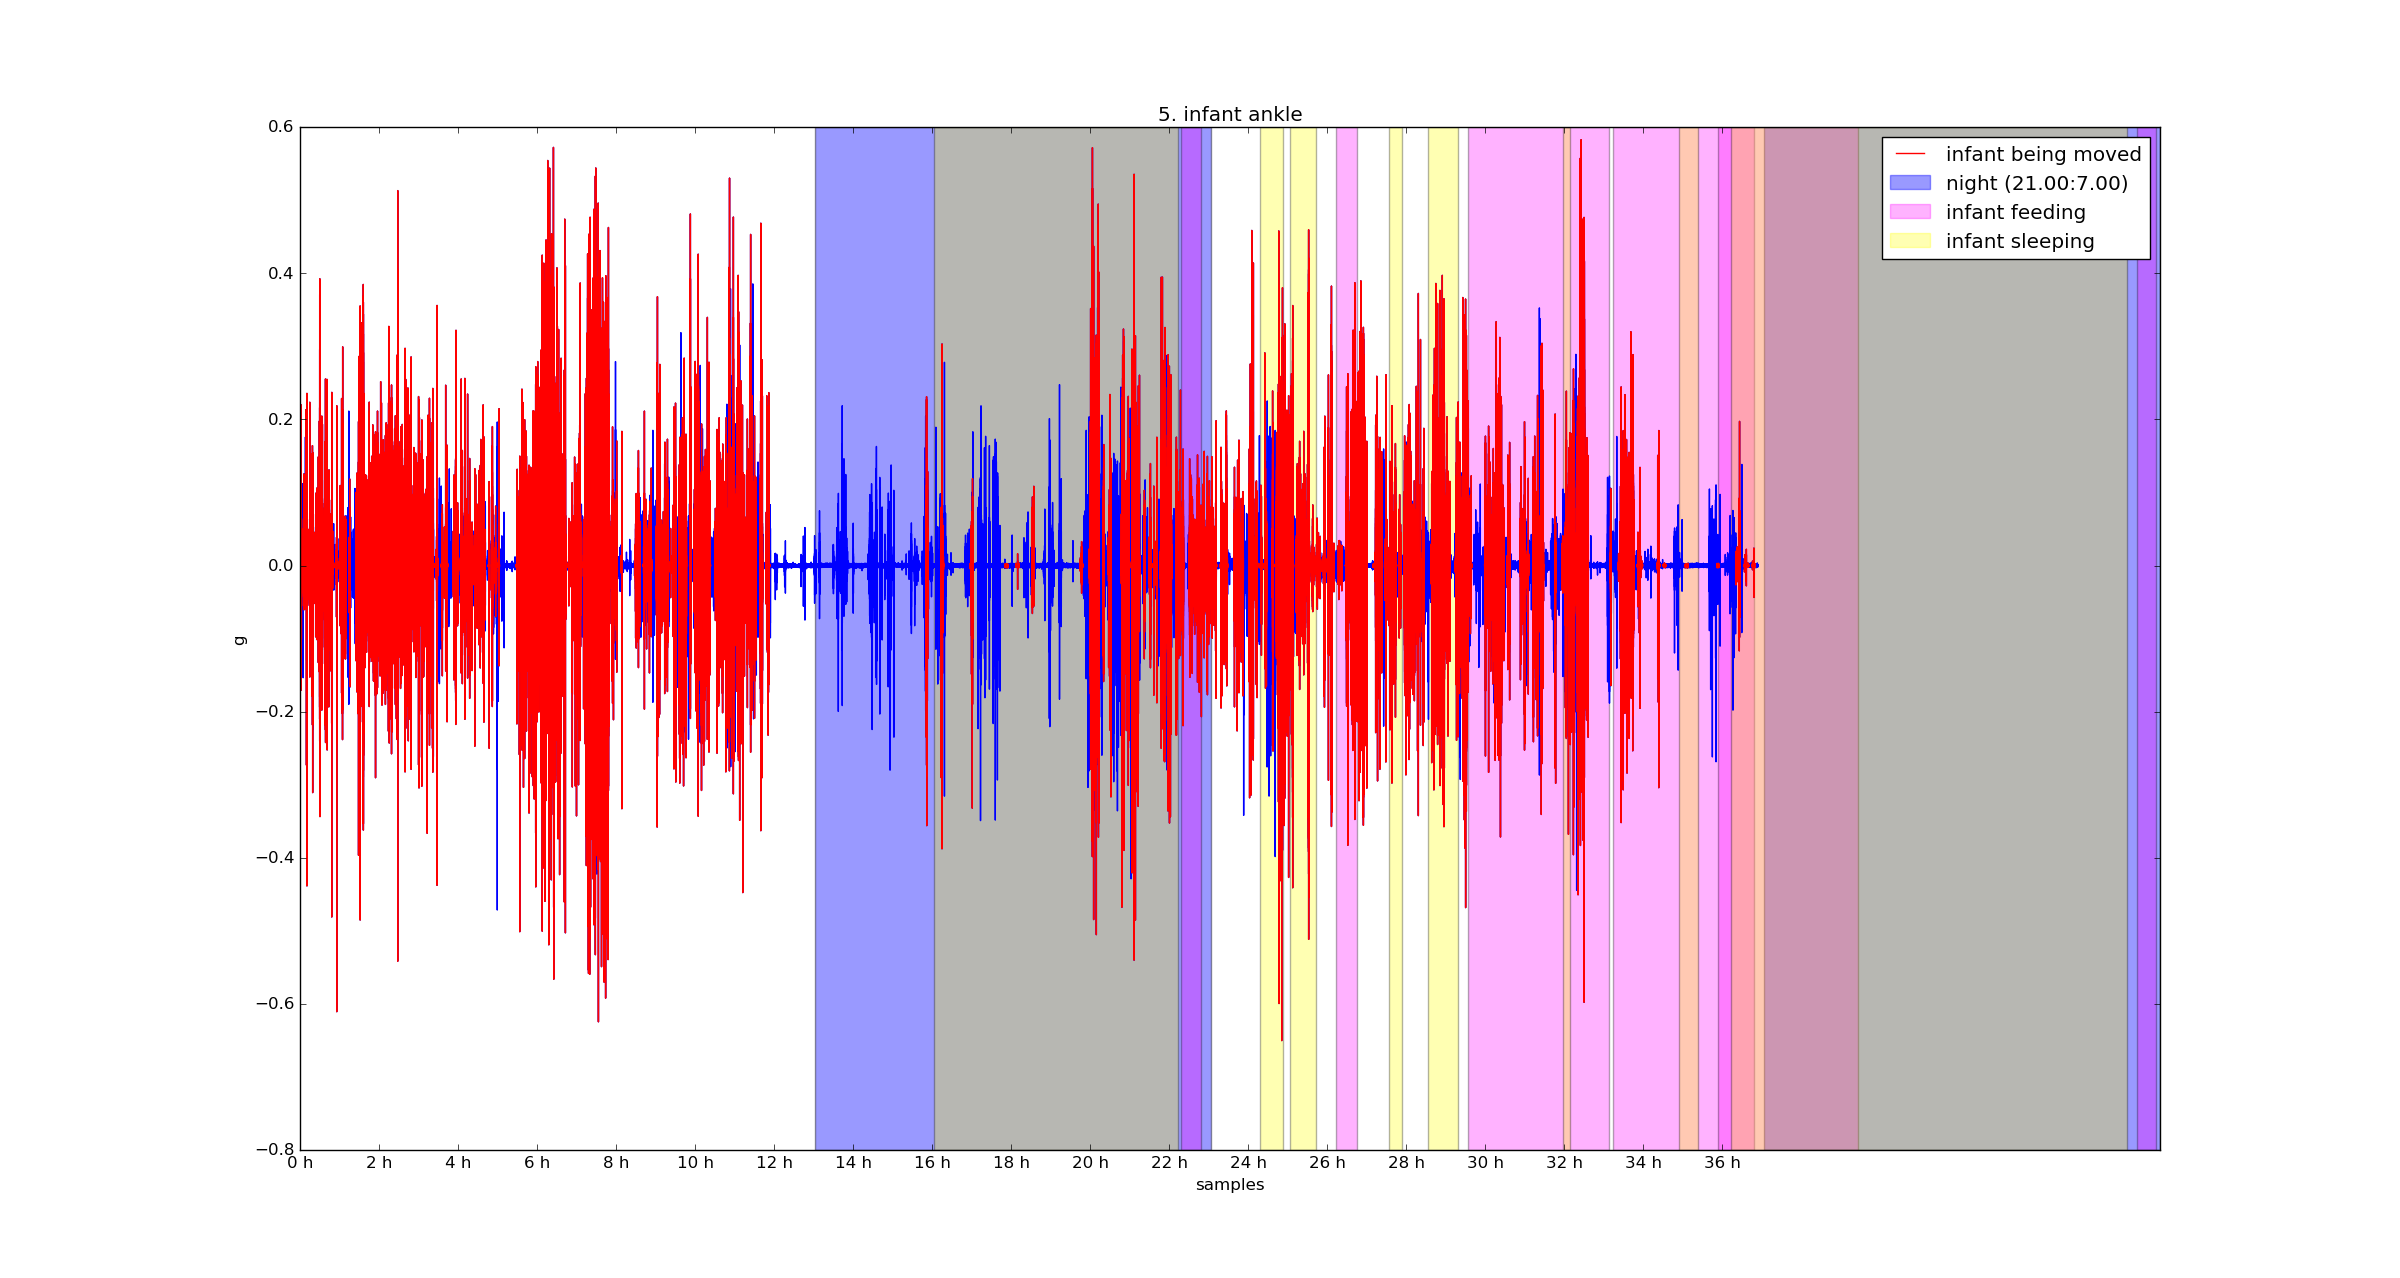 5. infant ankle
0.6
0.4
0.2
0.0
−0.2
−0.4
−0.6
−0.8
g
infant being moved
night (21.00:7.00)
infant feeding
infant sleeping
0 h 2 h 4 h 6 h 8 h 10 h 12 h 14 h 16 h 18 h 20 h 22 h 24 h 26 h 28 h 30 h 32 h 34 h 36 h
samples